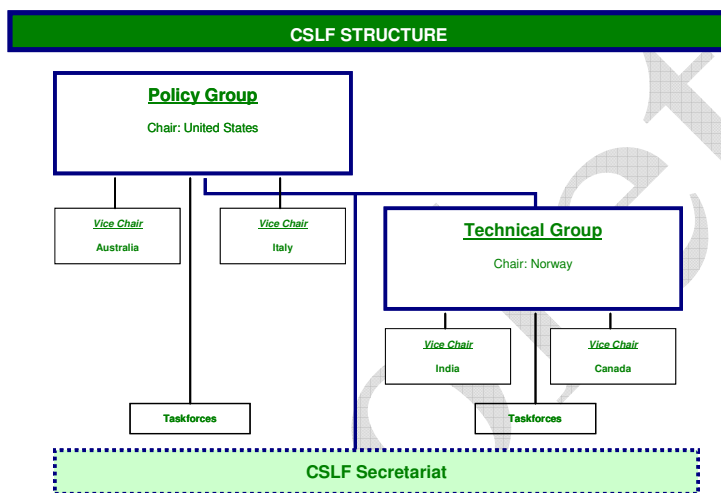 CSLF STRUCTURE
Policy Group
Chair: United States
Vice Chair
Australia
Vice Chair
Italy
Technical Group
Chair: Norway
Vice Chair
India
Vice Chair
Canada
Taskforces
Taskforces
CSLF Secretariat